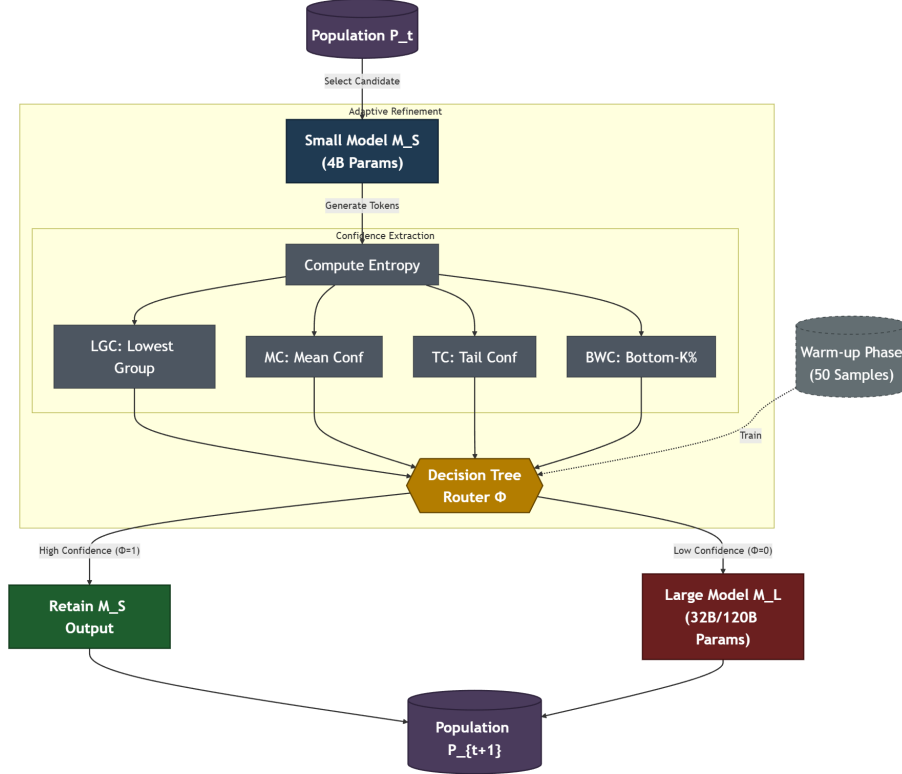 Population P_t
Select Candidate
Adaptive Refinement
Small Model M_S
(4B Params)
Generate Tokens
Confidence Extraction
Compute Entropy
LGC: Lowest
Group
MC: Mean Conf
TC: Tail Conf
BWC: Bottom-K%
Warm-up Phase
(50 Samples)
Train
Decision Tree
Router Φ
High Confidence (Φ=1)
Low Confidence (Φ=0)
Retain M_S
Output
Large Model M_L
(32B/120B
Params)
Population
P_{t+1}